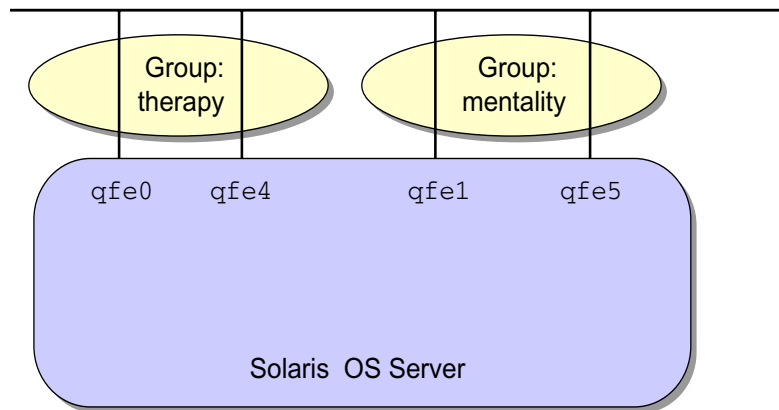 Group:
therapy
Group:
mentality
qfe0 qfe4 qfe1 qfe5
Solaris OS Server